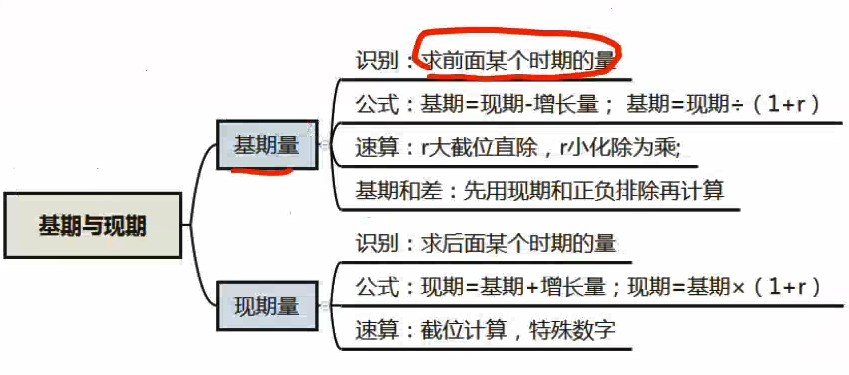 识别：求前面某个时期的量
公式：基期=现期-增长量；基期=现期÷（1+r）
基期量
速算：r大截位直除，r小化除为乘;
基期和差：先用现期和正负排除再计算
基期与现期
识别：求后面某个时期的量
公式：现期=基期+增长量；现期=基期×（1+r）
现期量
速算：截位计算，特殊数字